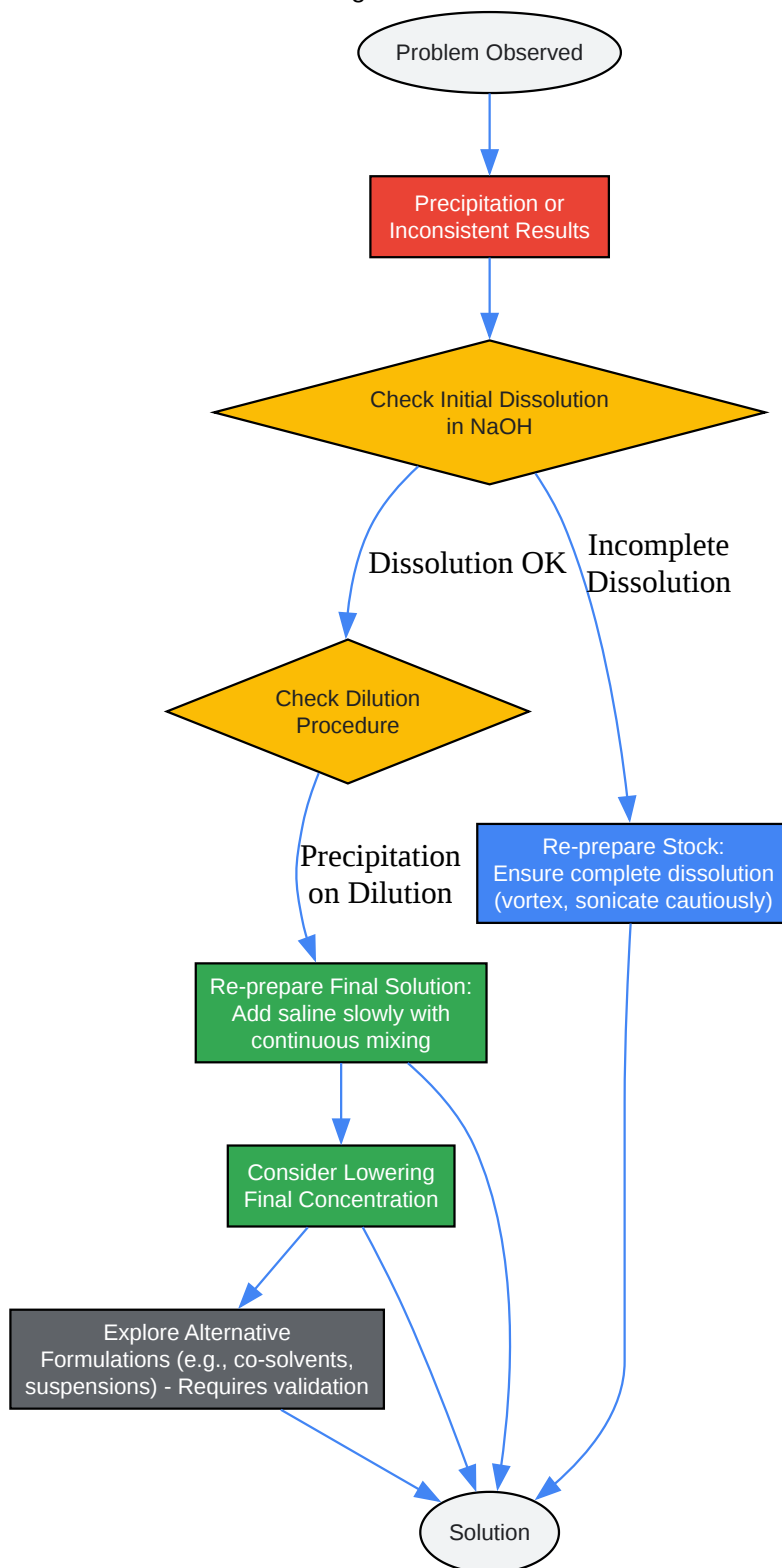 Problem Observed
Precipitation or
Inconsistent Results
Check Initial Dissolution
in NaOH
Dissolution OK
Incomplete
Dissolution
Check Dilution
Procedure
Precipitation
on Dilution
Re-prepare Stock:
Ensure complete dissolution
(vortex, sonicate cautiously)
Re-prepare Final Solution:
Add saline slowly with
continuous mixing
Consider Lowering
Final Concentration
Explore Alternative
Formulations (e.g., co-solvents,
suspensions) - Requires validation
Solution